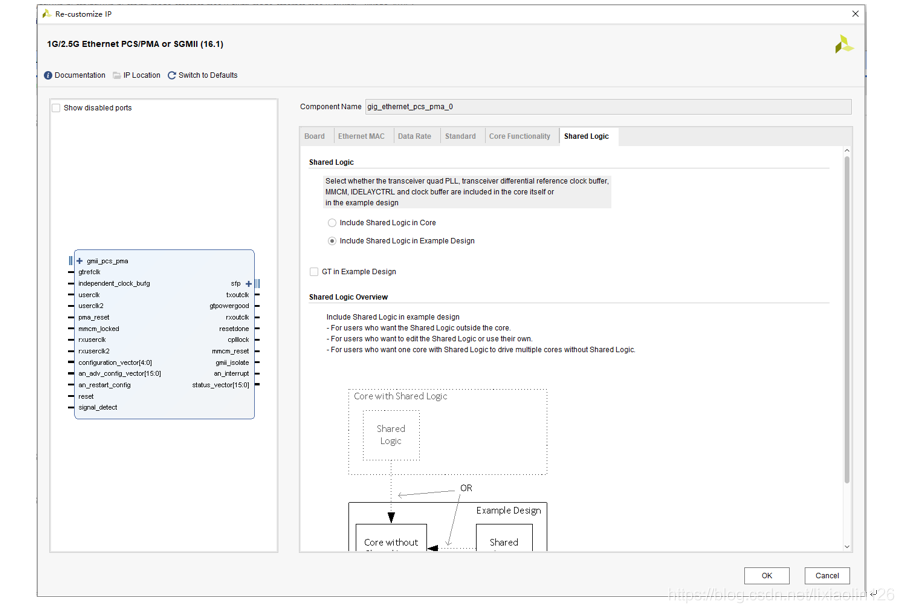 Re-customize IP
1G/2.5G Ethernet PCS/PMA or SGMII (16.1)
Documentation IP Location Switch to Defaults
Show disabled ports
gmii_pcs_pma
gtrefclk
independent_clock_bufg
userclk
userclk2
pma_reset
mmcm_locked
rxuserclk
rxuserclk2
configuration_vector[4:0]
an_adv_config_vector[15:0]
an_restart_config
reset
signal_detect
sfp
txoutclk
gtpowergood
rxoutclk
resetdone
cplllock
mmcm_reset
gmii_isolate
an_interrupt
status_vector[15:0]
Component Name gig_ethernet_pcs_pma_0
Board Ethernet MAC Data Rate Standard Core Functionality Shared Logic
Shared Logic
Select whether the transceiver quad PLL, transceiver differential reference clock buffer,
MMCM, IDELAYCTRL and clock buffer are included in the core itself or
in the example design
Include Shared Logic in Core
Include Shared Logic in Example Design
GT in Example Design
Shared Logic Overview
Include Shared Logic in example design
- For users who want the Shared Logic outside the core.
- For users who want to edit the Shared Logic or use their own.
- For users who want one core with Shared Logic to drive multiple cores without Shared Logic.
Core with Shared Logic
Shared
Logic
OR
Example Design
Core without
Shared
OK Cancel
https://blog.csdn.net/lixiaolin126